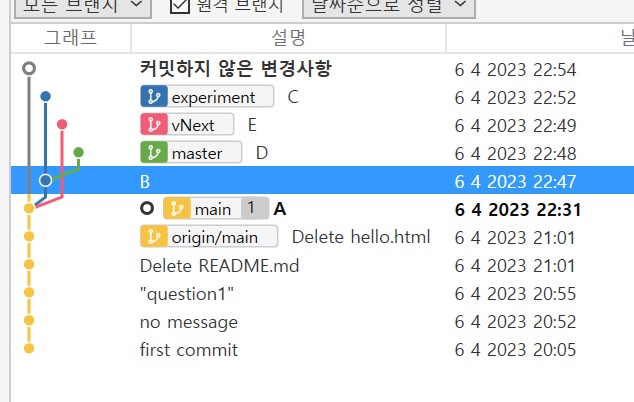 모든 브랜치 원격 브랜치 날짜순으로 정렬
그래프 설명 날
커밋하지 않은 변경사항 6 4 2023 22:54
experiment C 6 4 2023 22:52
vNext E 6 4 2023 22:49
master D 6 4 2023 22:48
B 6 4 2023 22:47
main 1 A 6 4 2023 22:31
origin/main Delete hello.html 6 4 2023 21:01
Delete README.md 6 4 2023 21:01
"question1" 6 4 2023 20:55
no message 6 4 2023 20:52
first commit 6 4 2023 20:05